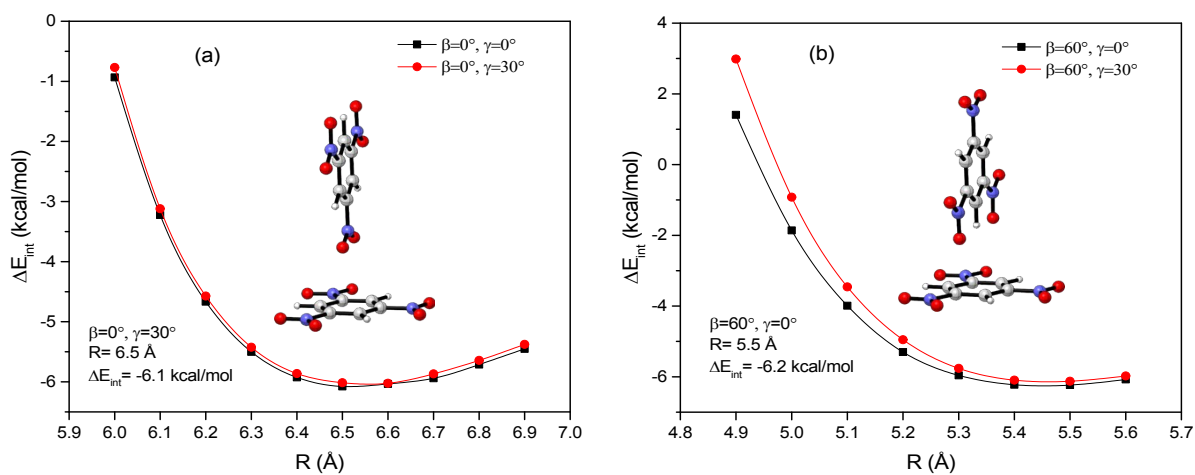 (a)
β=0°, γ=0°
β=0°, γ=30°
0
-1
-2
-3
-4
-5
-6
ΔE_int (kcal/mol)
β=0°, γ=30°
R= 6.5 Å
ΔE_int= -6.1 kcal/mol
5.9 6.0 6.1 6.2 6.3 6.4 6.5 6.6 6.7 6.8 6.9 7.0
R (Å)
(b)
β=60°, γ=0°
β=60°, γ=30°
4
2
0
-2
-4
-6
ΔE_int (kcal/mol)
β=60°, γ=0°
R= 5.5 Å
ΔE_int= -6.2 kcal/mol
4.8 4.9 5.0 5.1 5.2 5.3 5.4 5.5 5.6 5.7
R (Å)